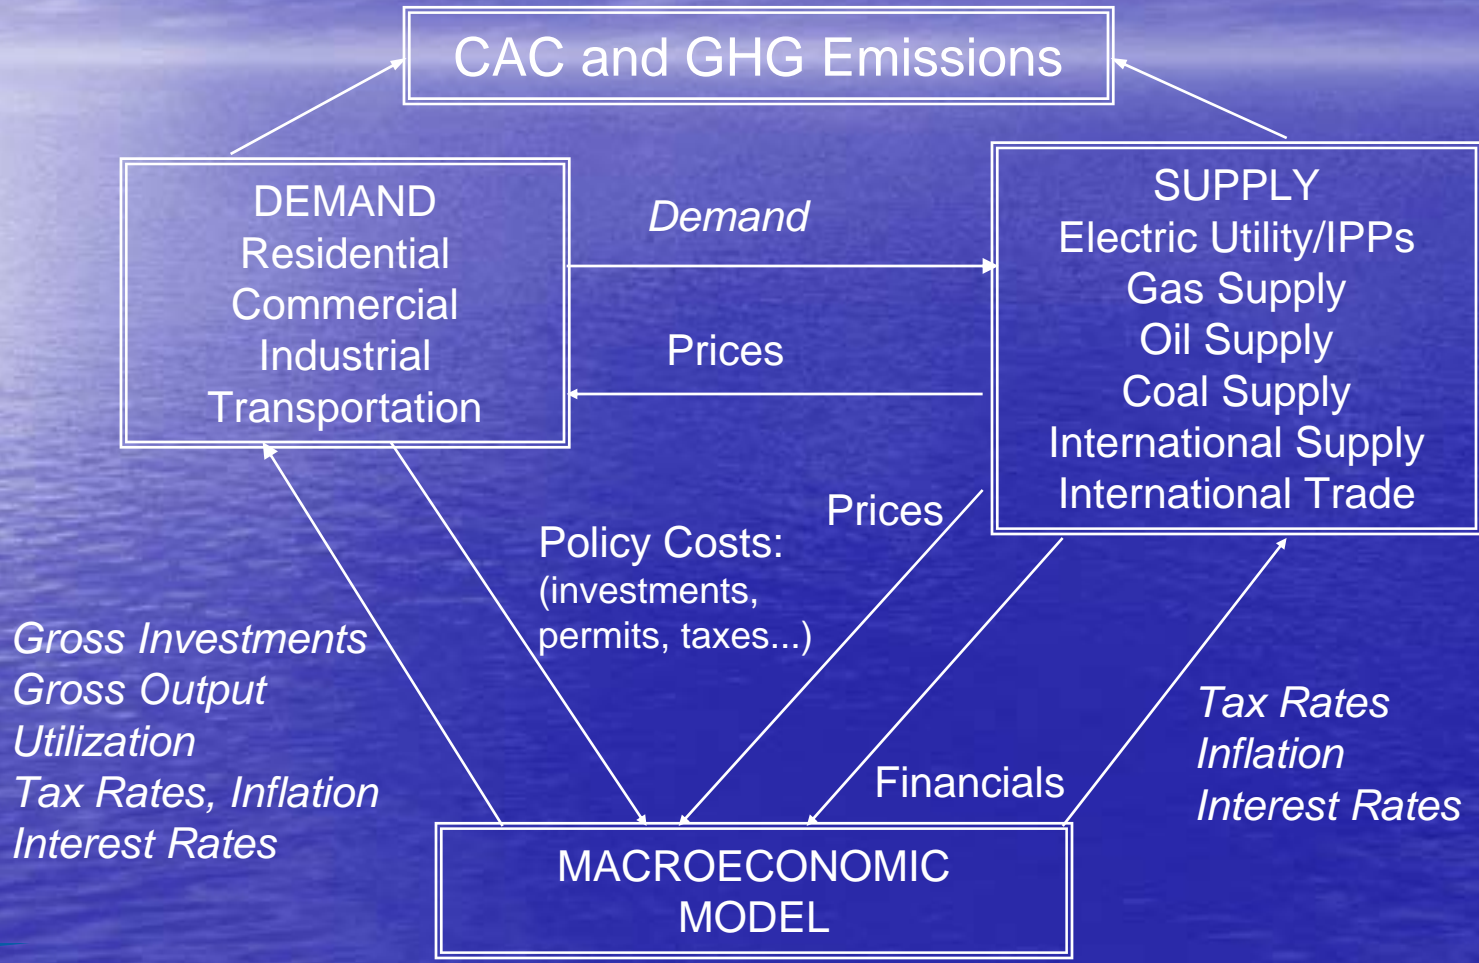 CAC and GHG Emissions
DEMAND
Residential
Commercial
Industrial
Transportation
Demand
Prices
SUPPLY
Electric Utility/IPPs
Gas Supply
Oil Supply
Coal Supply
International Supply
International Trade
Prices
Policy Costs:
(investments,
permits, taxes...)
Gross Investments
Gross Output
Utilization
Tax Rates, Inflation
Interest Rates
Financials
Tax Rates
Inflation
Interest Rates
MACROECONOMIC
MODEL